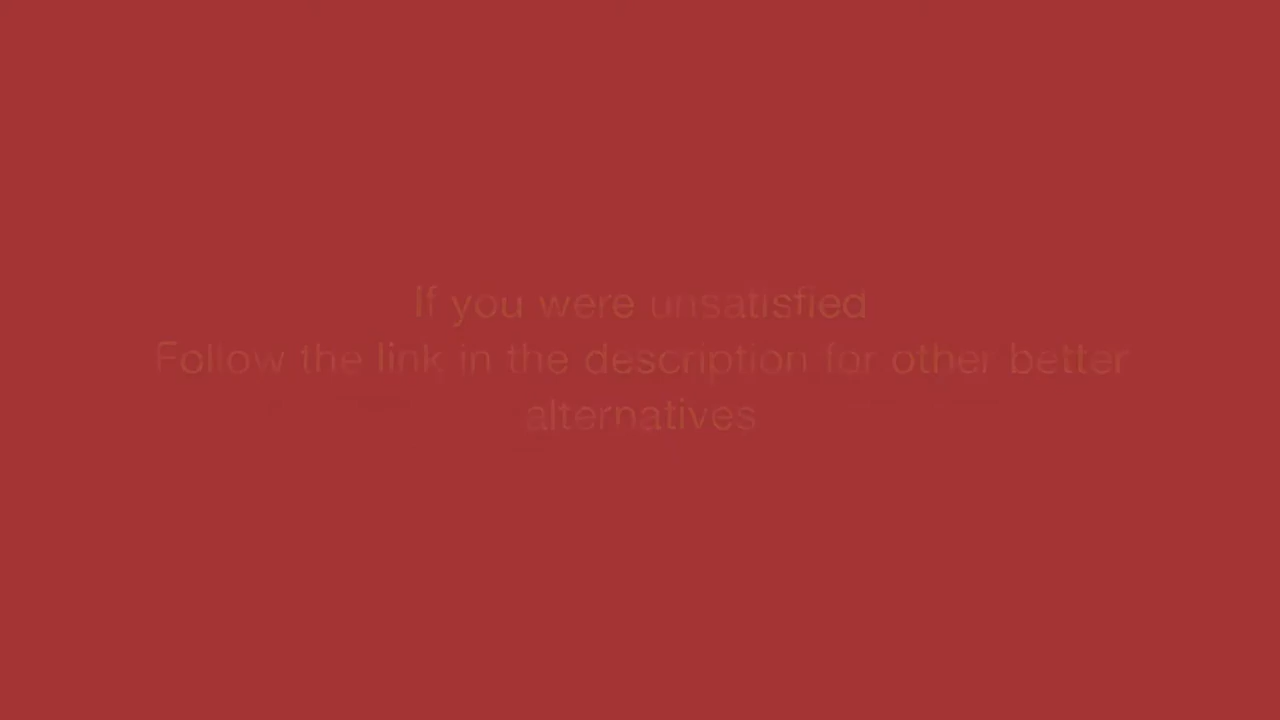 If you were unsatisfied
Follow the link in the description for other better
alternatives